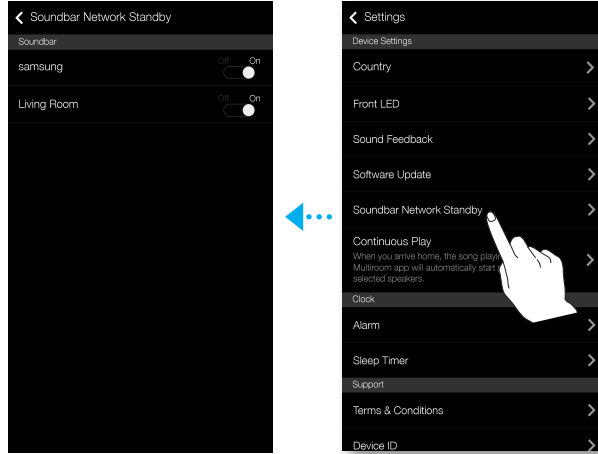 Soundbar Network Standby
Soundbar
samsung
Off On
Living Room
Off On
Settings
Device Settings
Country
Front LED
Sound Feedback
Software Update
Soundbar Network Standby
Continuous Play
When you arrive home, the song playi
Multiroom app will automatically start
selected speakers.
Clock
Alarm
Sleep Timer
Support
Terms & Conditions
Device ID